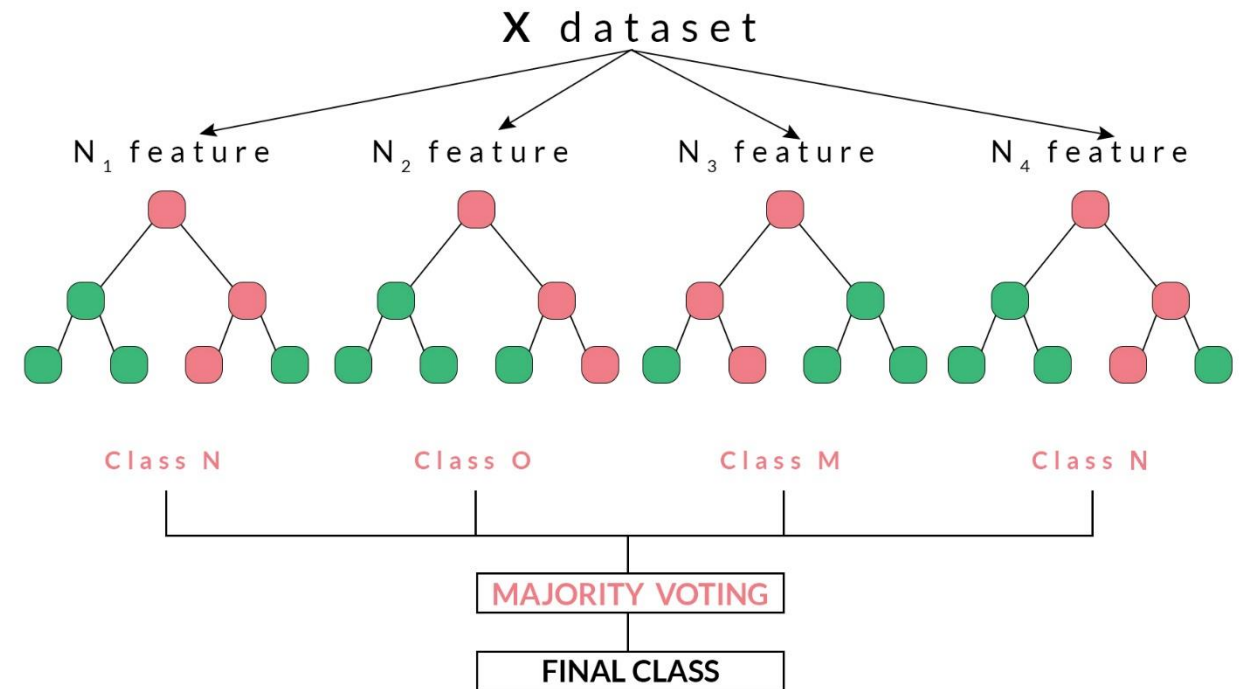 X dataset
N1 feature N2 feature N3 feature N4 feature
Class N Class O Class M Class N
MAJORITY VOTING
FINAL CLASS